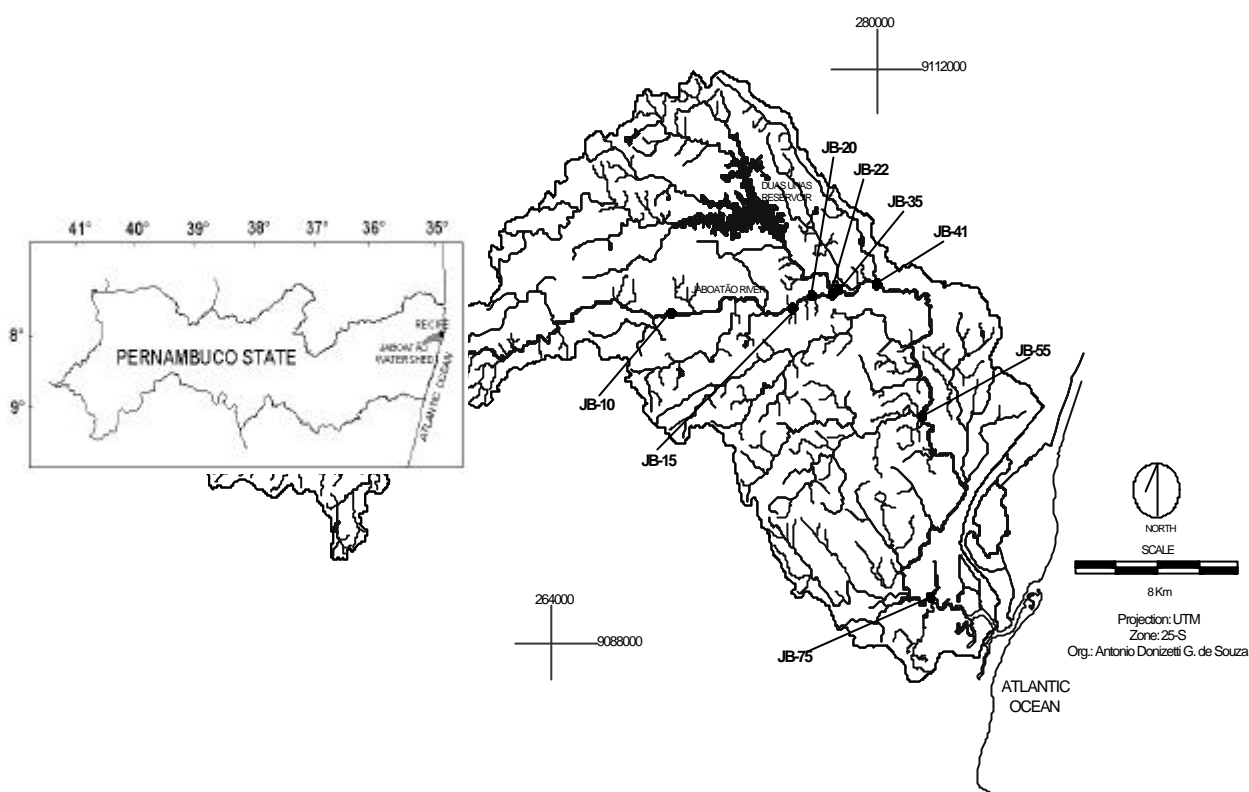 280000
9112000
JB-20
JB-22
DUAS UNAS
RESERVOIR
JB-35
JB-41
41° 40° 39° 38° 37° 36° 35°
JABOATÃO RIVER
RECIFE
8°
JABOATÃO
WATERSHED
PERNAMBUCO STATE
JB-55
9°
ATLANTIC OCEAN
JB-10
JB-15
NORTH
SCALE
8 Km
264000
9088000
Projection: UTM
Zone: 25-S
Org.: Antonio Donizetti G. de Souza
JB-75
ATLANTIC
OCEAN